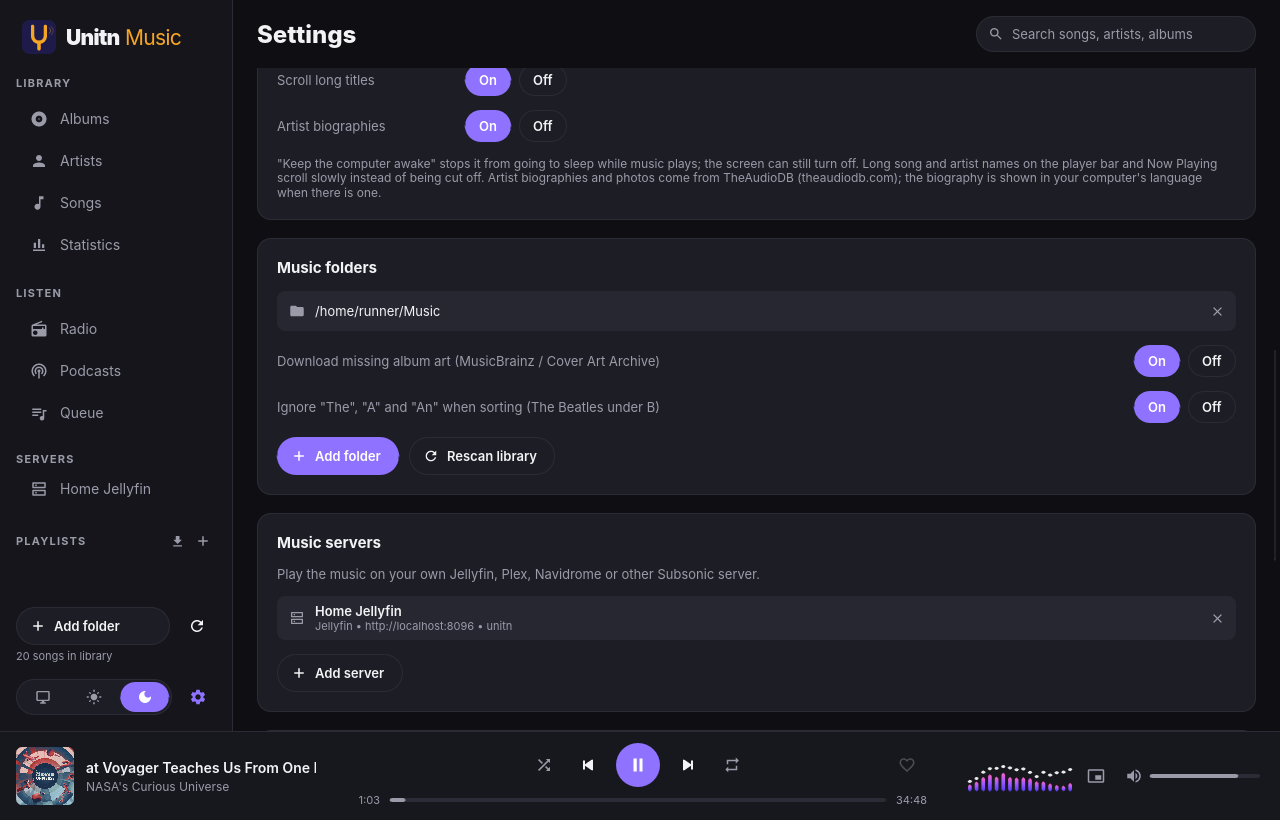 Unitn Music
LIBRARY
Albums
Artists
Songs
Statistics
LISTEN
Radio
Podcasts
Queue
SERVERS
Home Jellyfin
PLAYLISTS
Add folder
20 songs in library
Settings
Search songs, artists, albums
Scroll long titles On Off
Artist biographies On Off
"Keep the computer awake" stops it from going to sleep while music plays; the screen can still turn off. Long song and artist names on the player bar and Now Playing
scroll slowly instead of being cut off. Artist biographies and photos come from TheAudioDB (theaudiodb.com); the biography is shown in your computer's language
when there is one.
Music folders
/home/runner/Music
Download missing album art (MusicBrainz / Cover Art Archive) On Off
Ignore "The", "A" and "An" when sorting (The Beatles under B) On Off
Add folder Rescan library
Music servers
Play the music on your own Jellyfin, Plex, Navidrome or other Subsonic server.
Home Jellyfin
Jellyfin • http://localhost:8096 • unitn
Add server
at Voyager Teaches Us From One
NASA's Curious Universe
1:03 34:48